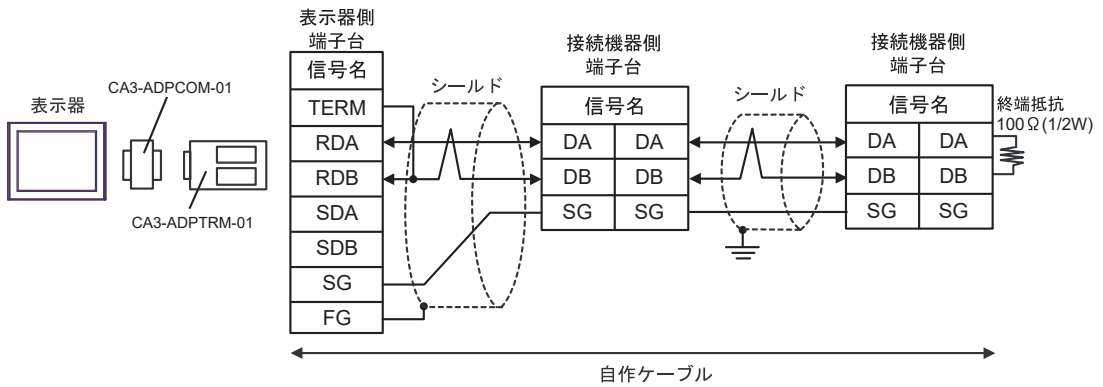 表示器
CA3-ADPCOM-01
CA3-ADPTRM-01
表示器側
端子台
信号名
TERM
RDA
RDB
SDA
SDB
SG
FG
シールド
接続機器側
端子台
信号名
DA DA
DB DB
SG SG
シールド
接続機器側
端子台
信号名
DA DA
DB DB
SG SG
終端抵抗
100Ω(1/2W)
自作ケーブル